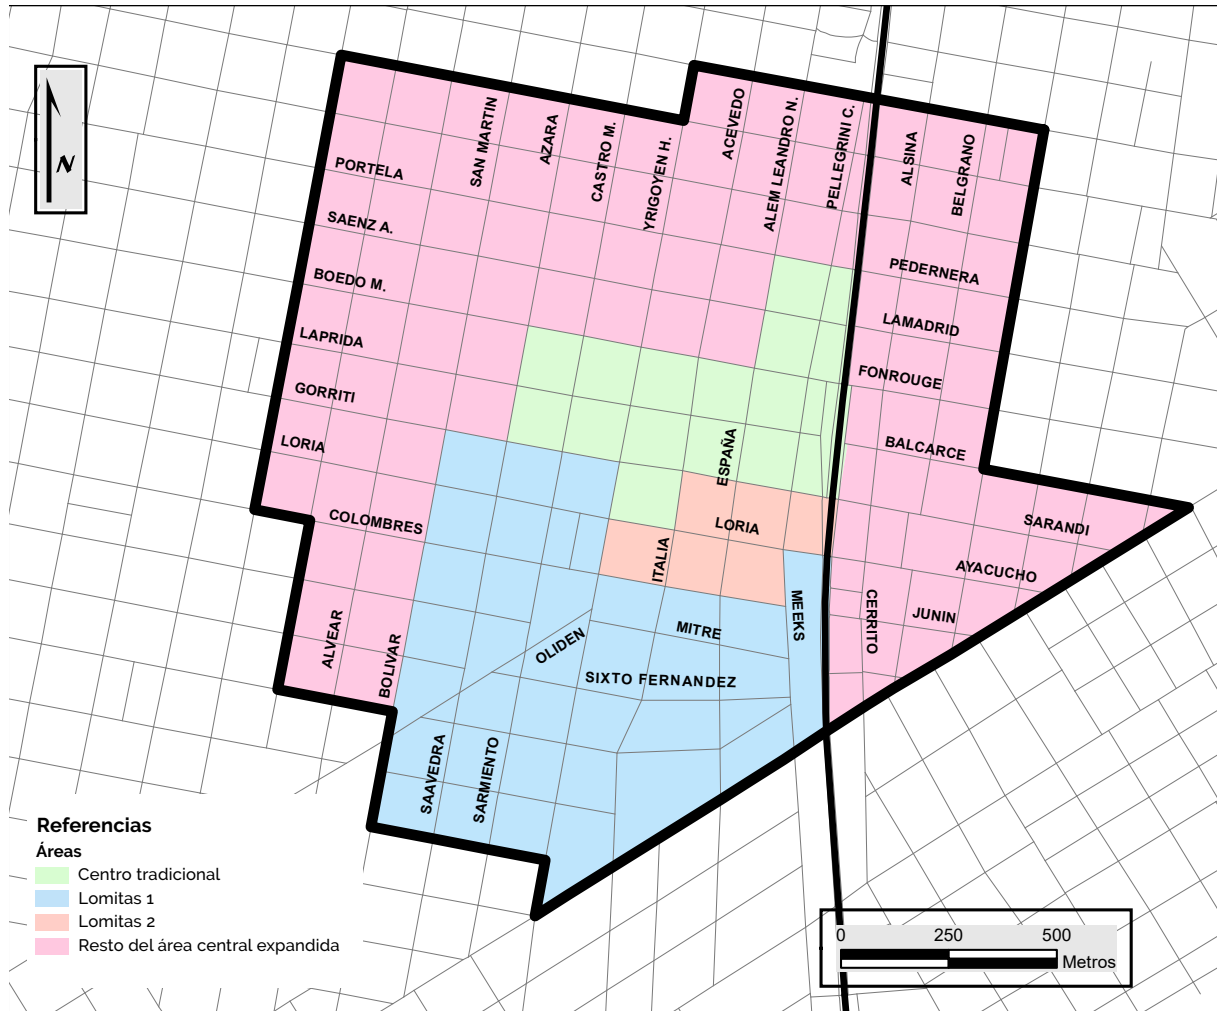 N
SAN MARTIN
AZARA
CASTRO M.
YRIGOYEN H.
ACEVEDO
ALEM LEANDRO N.
PELLEGRINI C.
ALSINA
BELGRANO
PORTELA
SAENZ A.
BOEDO M.
LAPRIDA
GORRITI
LORIA
COLOMBRES
PEDERNERA
LAMADRID
FONROUGE
BALCARCE
SARANDI
AYACUCHO
JUNIN
CERRITO
ESPAÑA
LORIA
ITALIA
MEEKS
MITRE
OLIDEN
SIXTO FERNANDEZ
ALVEAR
BOLIVAR
SAAVEDRA
SARMIENTO
Referencias
Áreas
Centro tradicional
Lomitas 1
Lomitas 2
Resto del área central expandida
0 250 500
Metros